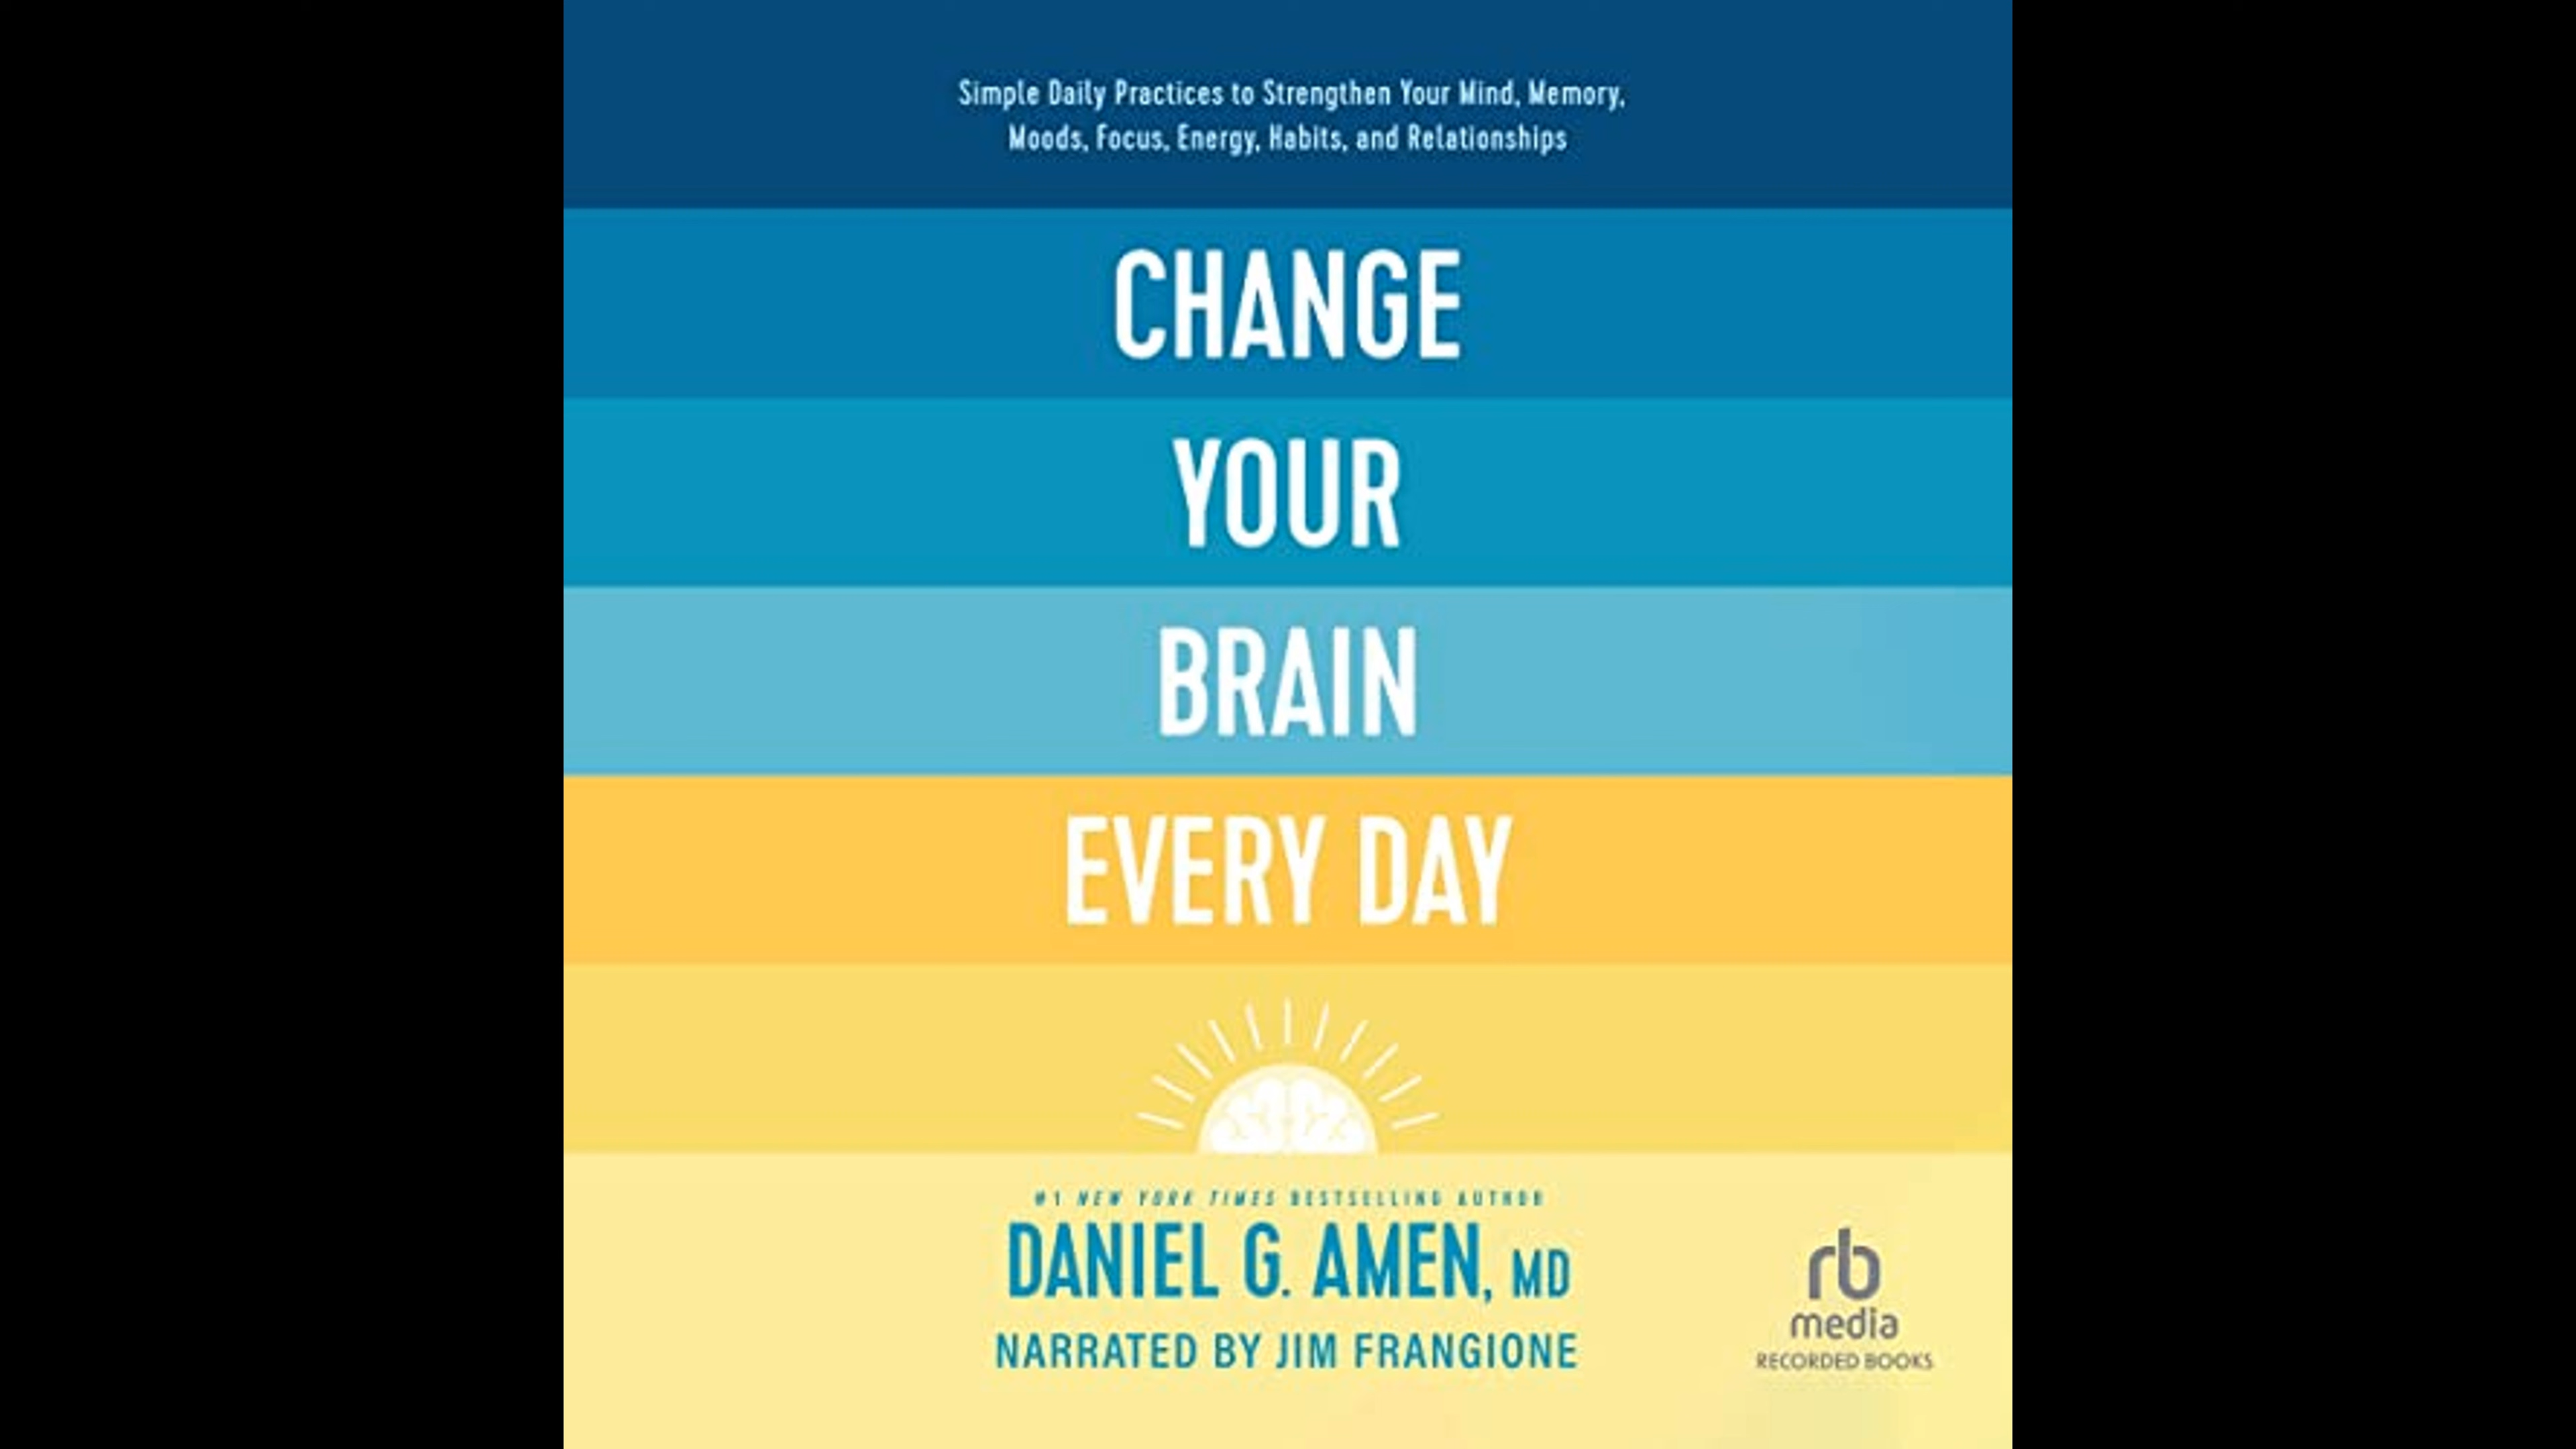 Simple Daily Practices to Strengthen Your Mind, Memory,
Moods, Focus, Energy, Habits, and Relationships
CHANGE
YOUR
BRAIN
EVERY DAY
#1 NEW YORK TIMES BESTSELLING AUTHOR
DANIEL G. AMEN, MD
NARRATED BY JIM FRANGIONE
rb
media
RECORDED BOOKS